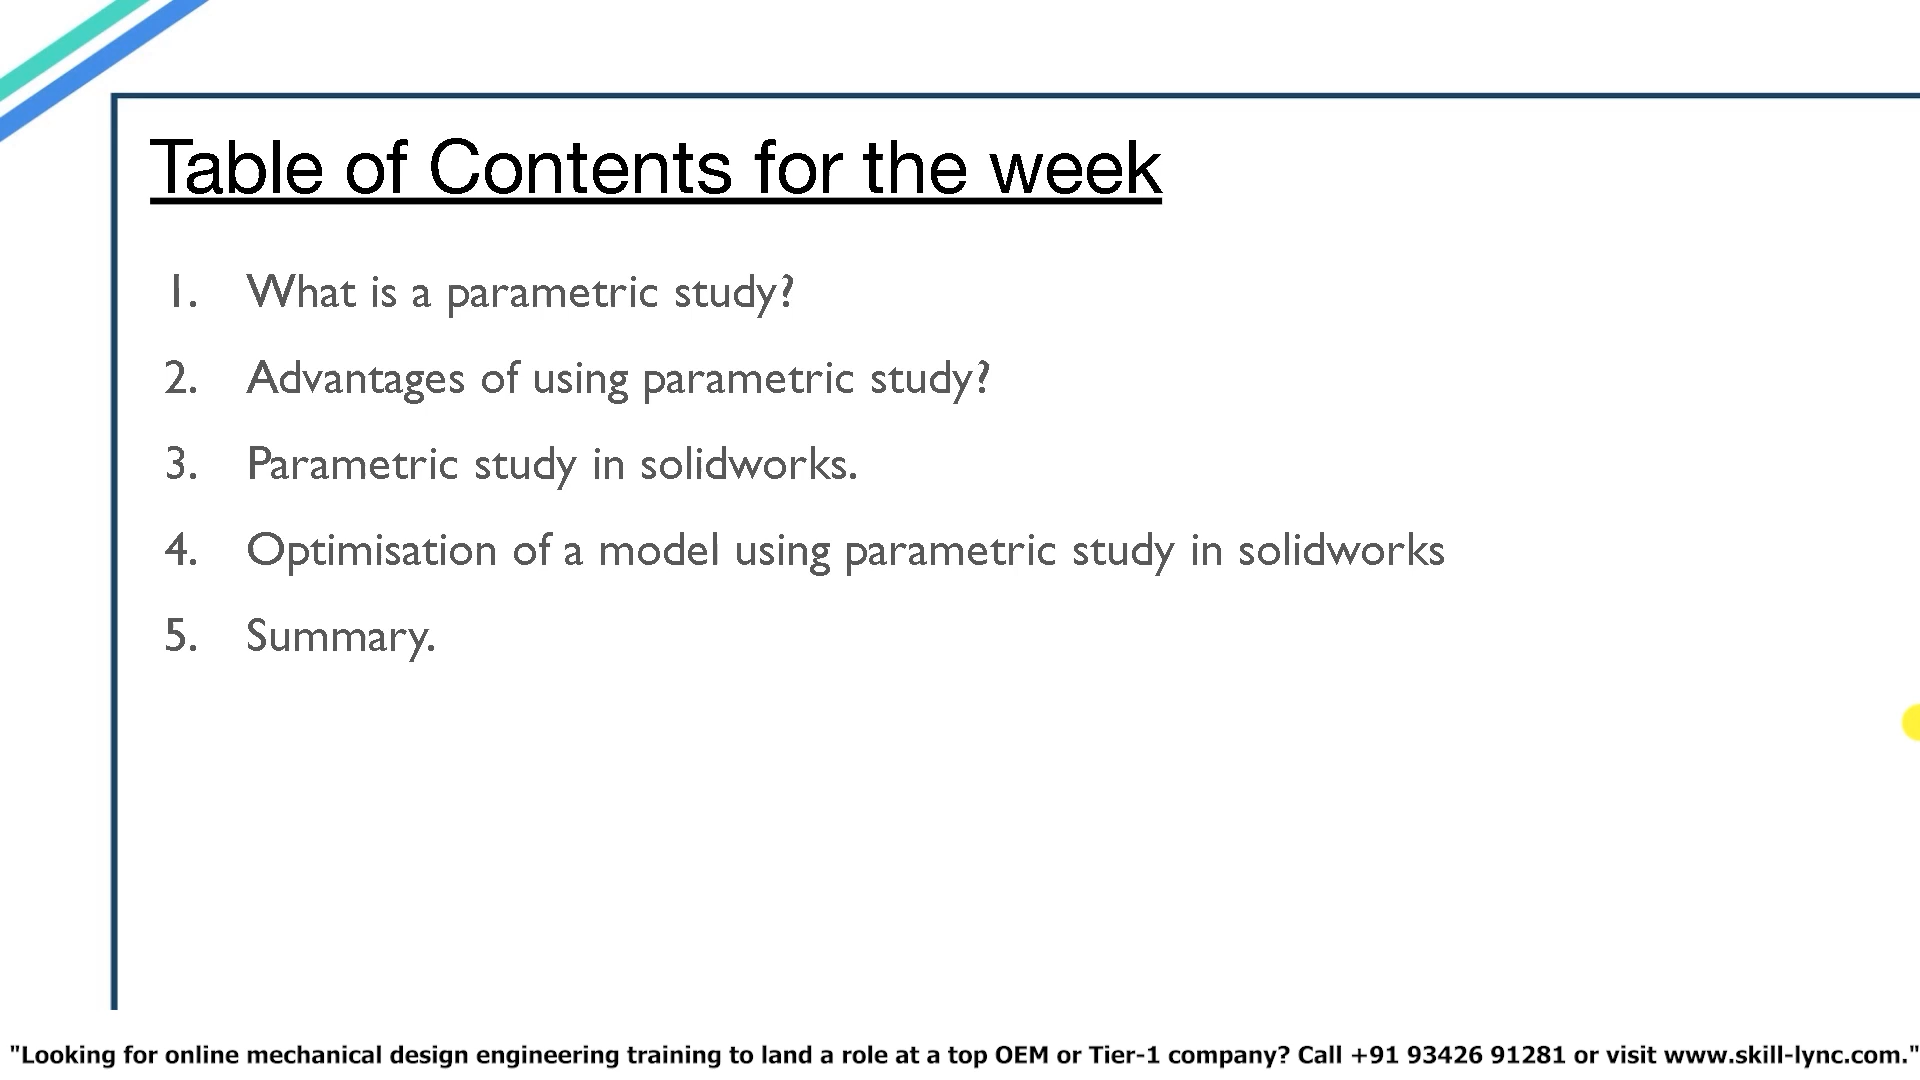 Table of Contents for the week
1. What is a parametric study?
2. Advantages of using parametric study?
3. Parametric study in solidworks.
4. Optimisation of a model using parametric study in solidworks
5. Summary.
"Looking for online mechanical design engineering training to land a role at a top OEM or Tier-1 company? Call +91 93426 91281 or visit www.skill-lync.com."